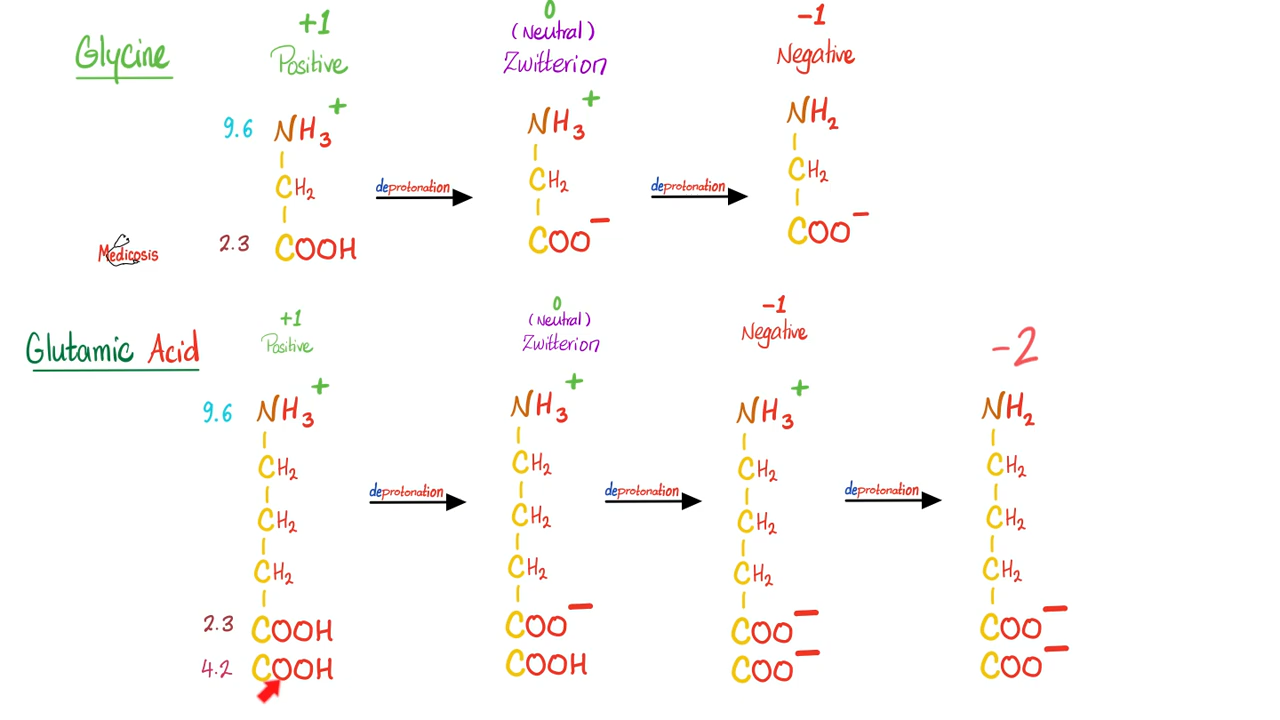 Glycine
+1
Positive
0
(Neutral)
Zwitterion
-1
Negative
9.6
NH3+
CH2
2.3
COOH
deprotonation
NH3+
CH2
COO−
deprotonation
NH2
CH2
COO−
Medicosis
Glutamic Acid
+1
Positive
0
(Neutral)
Zwitterion
-1
Negative
-2
9.6
NH3+
CH2
CH2
CH2
2.3
COOH
4.2
COOH
deprotonation
NH3+
CH2
CH2
CH2
COO−
COOH
deprotonation
NH3+
CH2
CH2
CH2
COO−
COO−
deprotonation
NH2
CH2
CH2
CH2
COO−
COO−